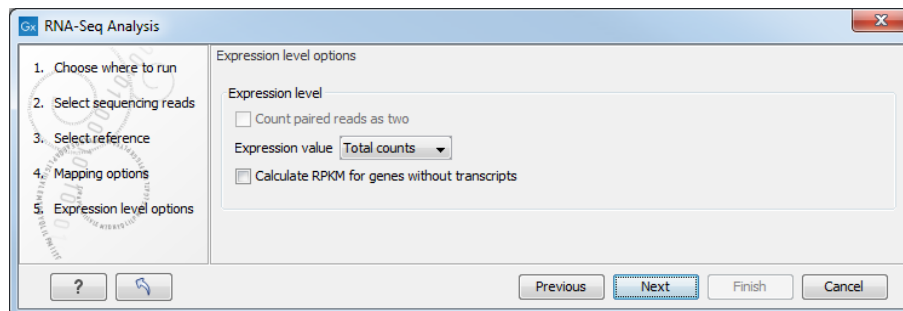 Gx RNA-Seq Analysis
1. Choose where to run
2. Select sequencing reads
3. Select reference
4. Mapping options
5. Expression level options
Expression level options
Expression level
Count paired reads as two
Expression value Total counts
Calculate RPKM for genes without transcripts
? Previous Next Finish Cancel